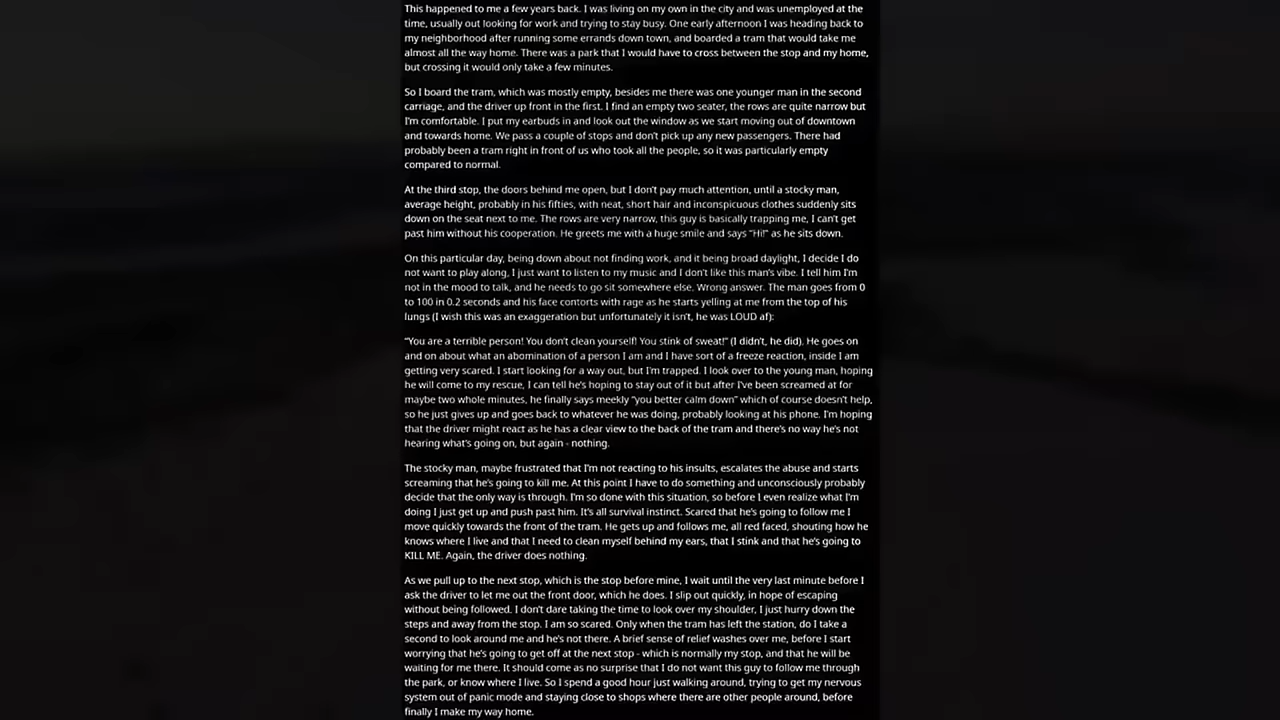 This happened to me a few years back. I was living on my own in the city and was unemployed at the
time, usually out looking for work and trying to stay busy. One early afternoon I was heading back to
my neighborhood after running some errands down town, and boarded a tram that would take me
almost all the way home. There was a park that I would have to cross between the stop and my home,
but crossing it would only take a few minutes.
So I board the tram, which was mostly empty, besides me there was one younger man in the second
carriage, and the driver up front in the first. I find an empty two seater, the rows are quite narrow but
I'm comfortable. I put my earbuds in and look out the window as we start moving out of downtown
and towards home. We pass a couple of stops and don't pick up any new passengers. There had
probably been a tram right in front of us who took all the people, so it was particularly empty
compared to normal.
At the third stop, the doors behind me open, but I don't pay much attention, until a stocky man,
average height, probably in his fifties, with neat, short hair and inconspicuous clothes suddenly sits
down on the seat next to me. The rows are very narrow, this guy is basically trapping me, I can't get
past him without his cooperation. He greets me with a huge smile and says "Hi!" as he sits down.
On this particular day, being down about not finding work, and it being broad daylight, I decide I do
not want to play along, I just want to listen to my music and I don't like this man's vibe. I tell him I'm
not in the mood to talk, and he needs to go sit somewhere else. Wrong answer. The man goes from 0
to 100 in 0.2 seconds and his face contorts with rage as he starts yelling at me from the top of his
lungs (I wish this was an exaggeration but unfortunately it isn't, he was LOUD af):
"You are a terrible person! You don't clean yourself! You stink of sweat!" (I didn't, he did). He goes on
and on about what an abomination of a person I am and I have sort of a freeze reaction, inside I am
getting very scared. I start looking for a way out, but I'm trapped. I look over to the young man, hoping
he will come to my rescue, I can tell he's hoping to stay out of it but after I've been screamed at for
maybe two whole minutes, he finally says meekly "you better calm down" which of course doesn't help,
so he just gives up and goes back to whatever he was doing, probably looking at his phone. I'm hoping
that the driver might react as he has a clear view to the back of the tram and there's no way he's not
hearing what's going on, but again - nothing.
The stocky man, maybe frustrated that I'm not reacting to his insults, escalates the abuse and starts
screaming that he's going to kill me. At this point I have to do something and unconsciously probably
decide that the only way is through. I'm so done with this situation, so before I even realize what I'm
doing I just get up and push past him. It's all survival instinct. Scared that he's going to follow me I
move quickly towards the front of the tram. He gets up and follows me, all red faced, shouting how he
knows where I live and that I need to clean myself behind my ears, that I stink and that he's going to
KILL ME. Again, the driver does nothing.
As we pull up to the next stop, which is the stop before mine, I wait until the very last minute before I
ask the driver to let me out the front door, which he does. I slip out quickly, in hope of escaping
without being followed. I don't dare taking the time to look over my shoulder, I just hurry down the
steps and away from the stop. I am so scared. Only when the tram has left the station, do I take a
second to look around me and he's not there. A brief sense of relief washes over me, before I start
worrying that he's going to get off at the next stop - which is normally my stop, and that he will be
waiting for me there. It should come as no surprise that I do not want this guy to follow me through
the park, or know where I live. So I spend a good hour just walking around, trying to get my nervous
system out of panic mode and staying close to shops where there are other people around, before
finally I make my way home.